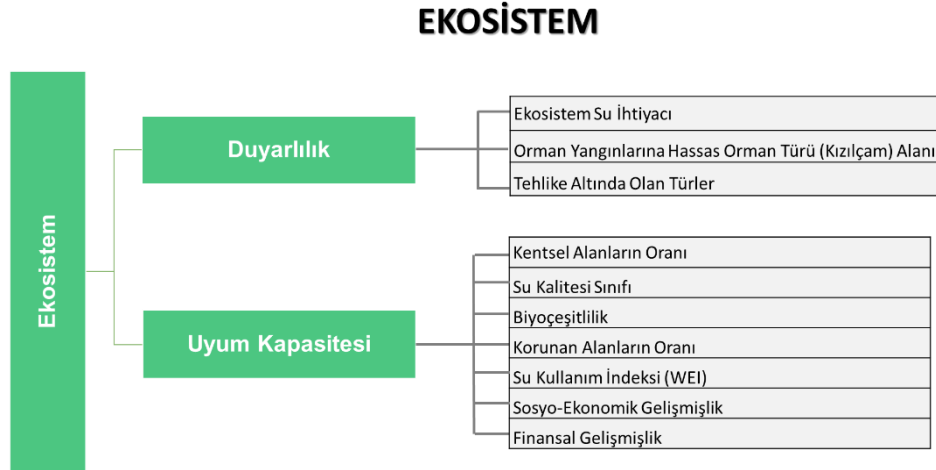 EKOSİSTEM
Ekosistem
Duyarlılık
Ekosistem Su İhtiyacı
Orman Yangınlarına Hassas Orman Türü (Kızılçam) Alanı
Tehlike Altında Olan Türler
Uyum Kapasitesi
Kentsel Alanların Oranı
Su Kalitesi Sınıfı
Biyoçeşitlilik
Korunan Alanların Oranı
Su Kullanım İndeksi (WEI)
Sosyo-Ekonomik Gelişmişlik
Finansal Gelişmişlik